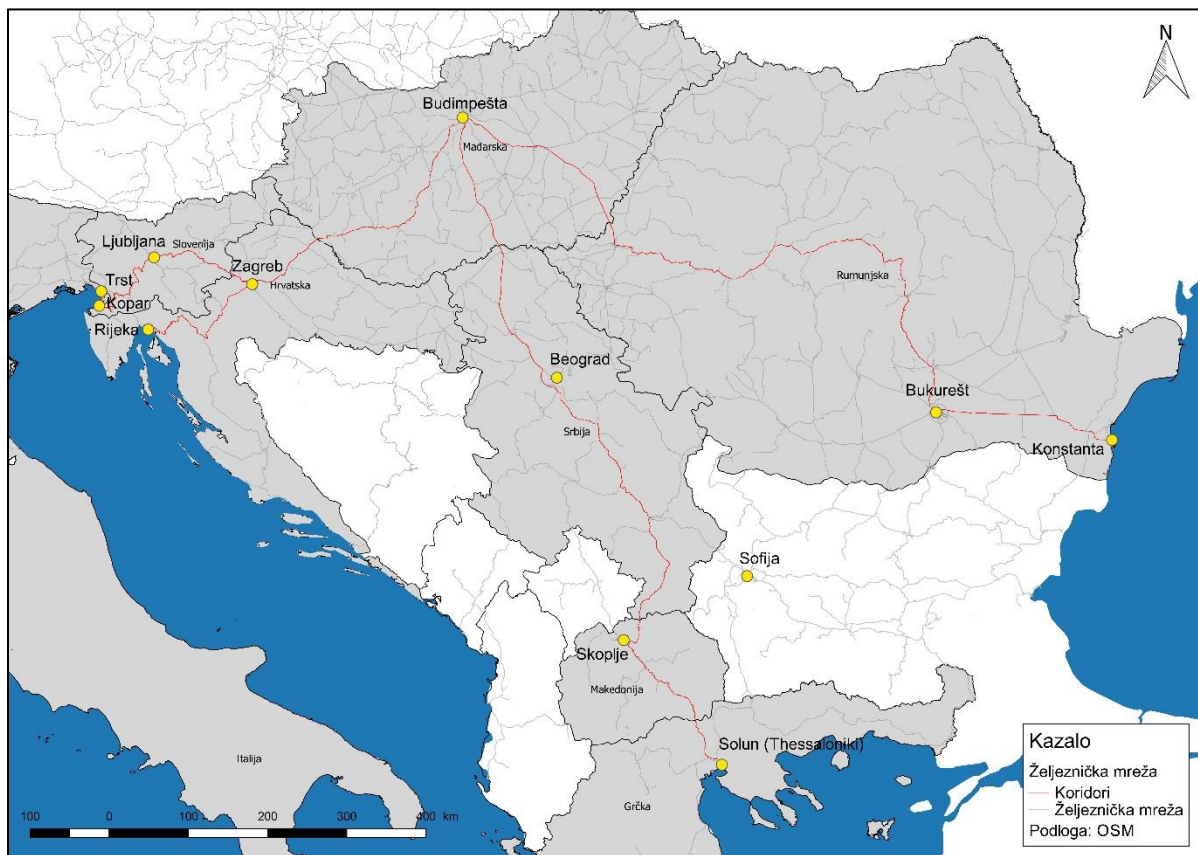 N
Budimpešta
Mađarska
Ljubljana
Slovenija
Zagreb
Hrvatska
Trst
Kopar
Rijeka
Rumunjska
Beograd
Srbija
Bukurešt
Konstanta
Sofija
Skoplje
Makedonija
Solun (Thessaloniki)
Italija
Grčka
100 0 100 200 300 400 km
Kazalo
Željeznička mreža
Koridori
Željeznička mreža
Podloga: OSM